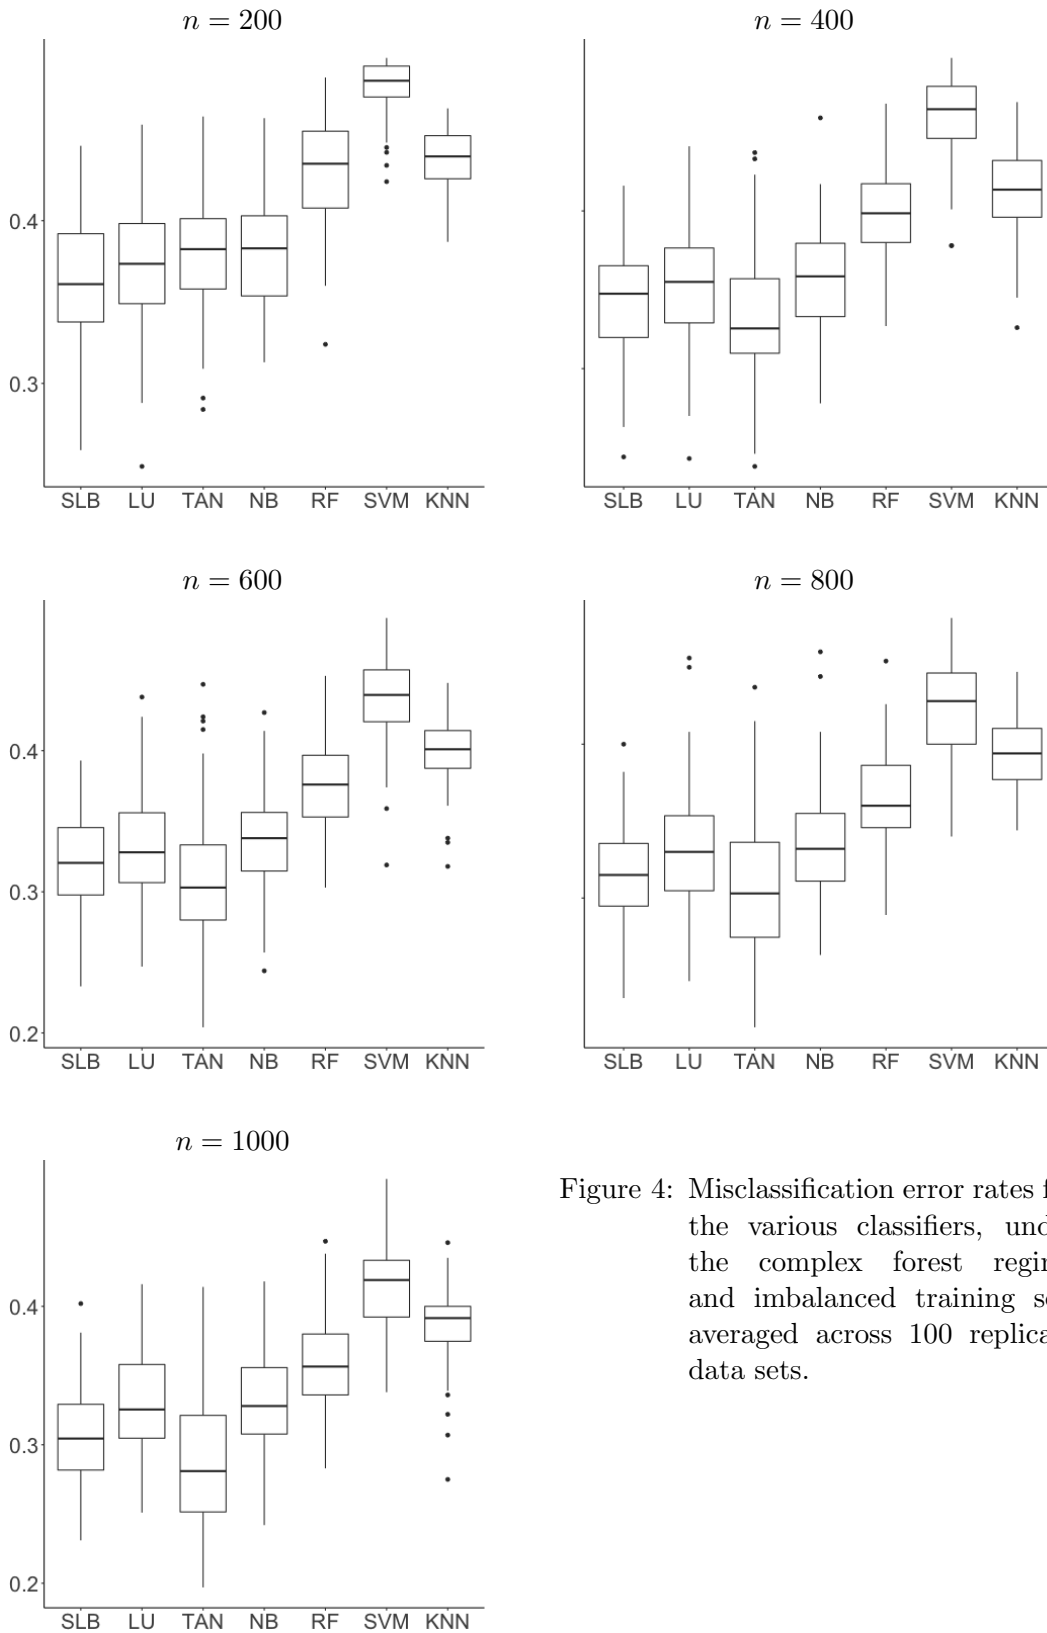 n = 200
n = 400
0.4
0.3
SLB LU TAN NB RF SVM KNN
SLB LU TAN NB RF SVM KNN
n = 600
n = 800
0.4
0.3
0.2
SLB LU TAN NB RF SVM KNN
SLB LU TAN NB RF SVM KNN
n = 1000
0.4
0.3
0.2
SLB LU TAN NB RF SVM KNN
Figure 4: Misclassification error rates
the various classifiers,
the complex forest
and imbalanced training
averaged across 100
data sets.